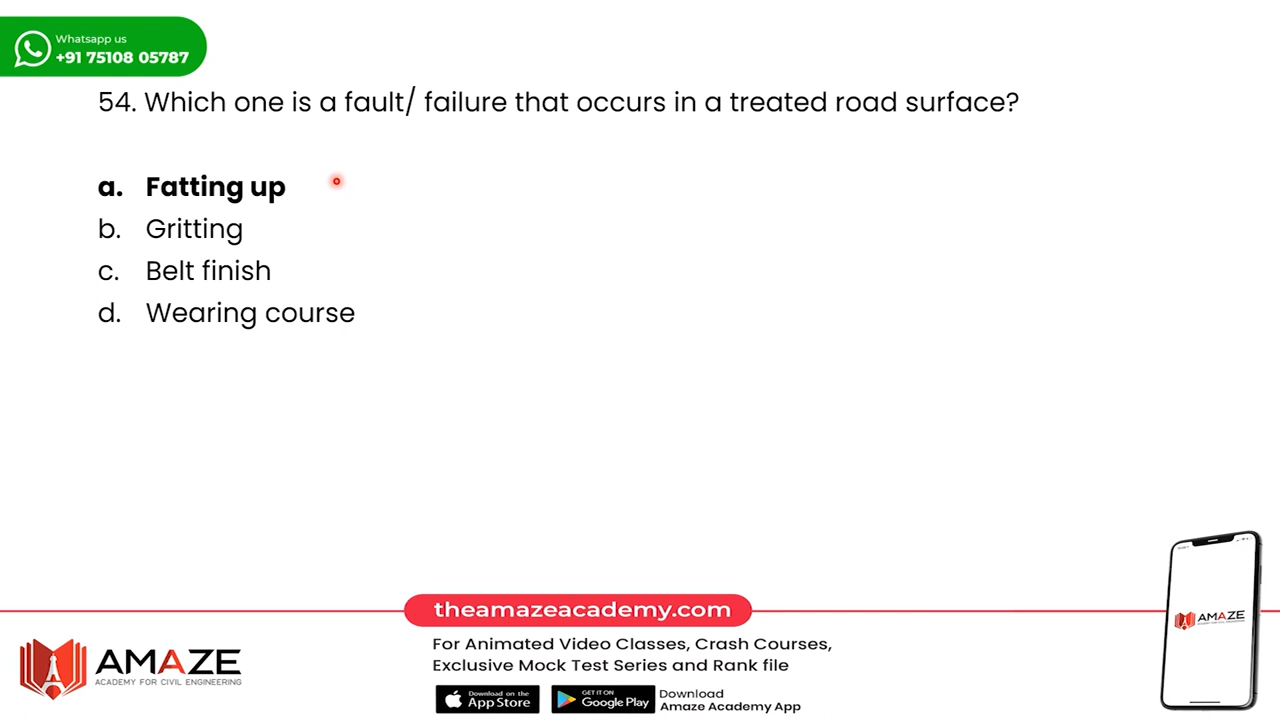 Whatsapp us
+91 75108 05787
54. Which one is a fault/ failure that occurs in a treated road surface?
a. Fatting up
b. Gritting
c. Belt finish
d. Wearing course
theamazeacademy.com
For Animated Video Classes, Crash Courses,
Exclusive Mock Test Series and Rank file
AMAZE
ACADEMY FOR CIVIL ENGINEERING
Download on the
App Store
GET IT ON
Google Play
Download
Amaze Academy App
AMAZE